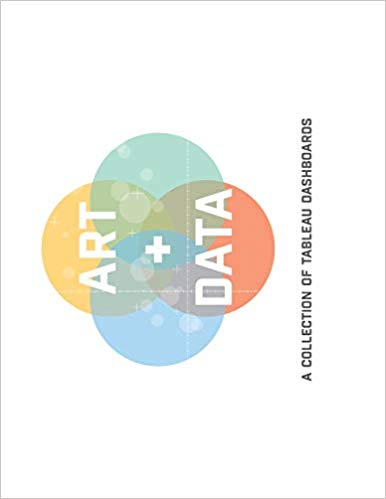 ART
+
DATA
A COLLECTION OF TABLEAU DASHBOARDS